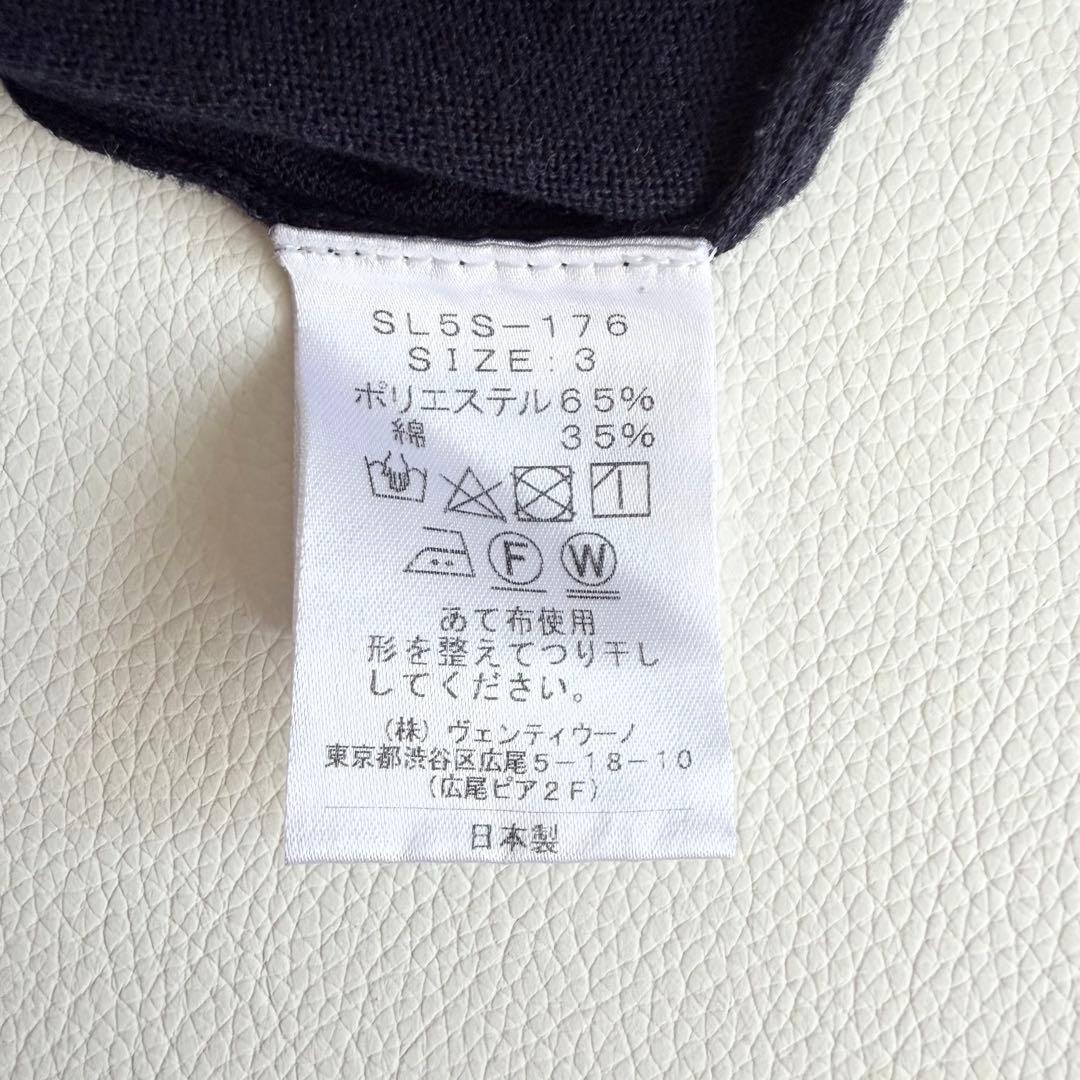 SL5S-176
SIZE:3
ポリエステル65%
綿 35%
F W
あて布使用
形を整えてつり干し
してください。
(株)ヴェンティウーノ
東京都渋谷区広尾5-18-10
(広尾ピア2F)
日本製